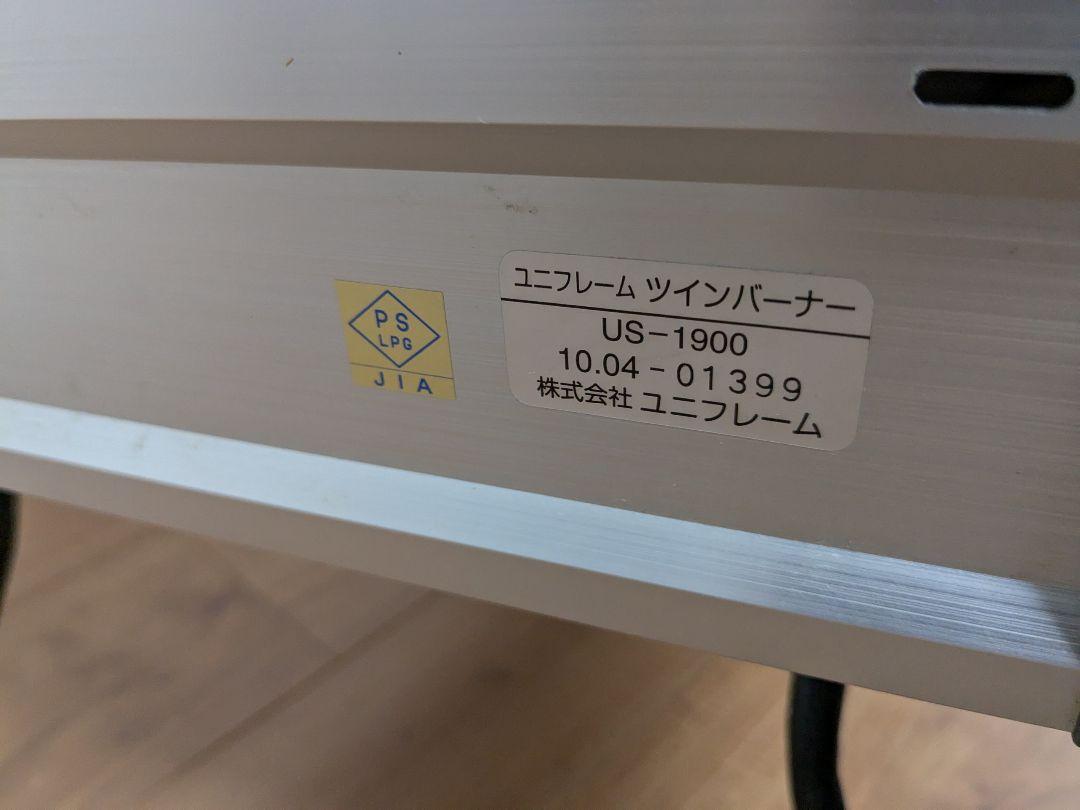 PS
LPG
JIA
ユニフレーム ツインバーナー
US-1900
10.04-01399
株式会社 ユニフレーム